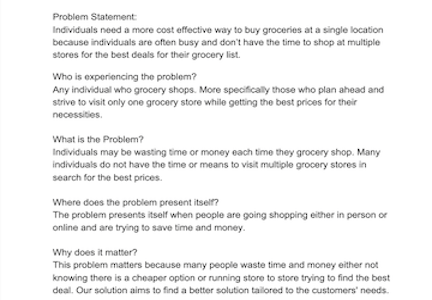 Problem Statement:
Individuals need a more cost effective way to buy groceries at a single location
because individuals are often busy and don't have the time to shop at multiple
stores for the best deals for their grocery list.
Who is experiencing the problem?
Any individual who grocery shops. More specifically those who plan ahead and
strive to visit only one grocery store while getting the best prices for their
necessities.
What is the Problem?
Individuals may be wasting time or money each time they grocery shop. Many
individuals do not have the time or means to visit multiple grocery stores in
search for the best prices.
Where does the problem present itself?
The problem presents itself when people are going shopping either in person or
online and are trying to save time and money.
Why does it matter?
This problem matters because many people waste time and money either not
knowing there is a cheaper option or running store to store trying to find the best
deal. Our solution aims to find a better solution tailored to the customers' needs.